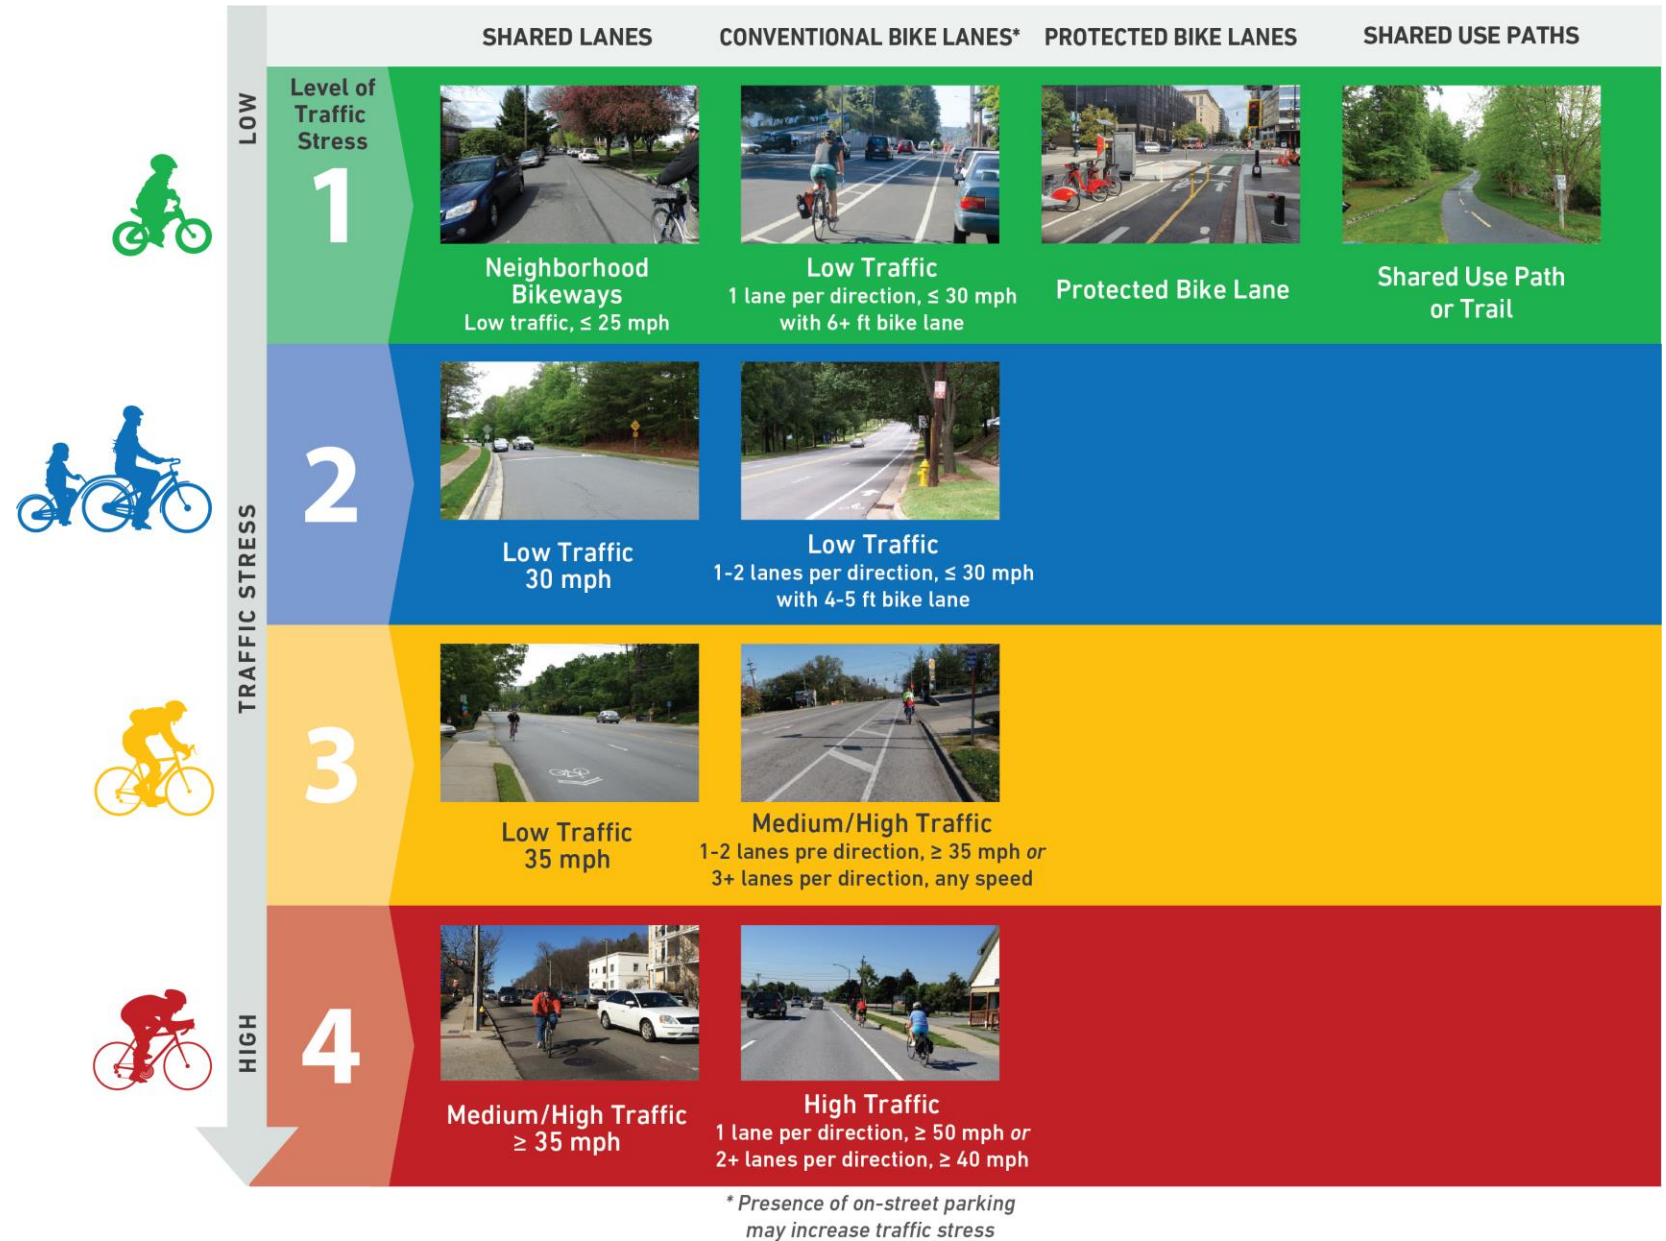 SHARED LANES
CONVENTIONAL BIKE LANES*
PROTECTED BIKE LANES
SHARED USE PATHS
LOW
TRAFFIC STRESS
HIGH
Level of
Traffic
Stress
1
Neighborhood
Bikeways
Low traffic, ≤ 25 mph
Low Traffic
1 lane per direction, ≤ 30 mph
with 6+ ft bike lane
Protected Bike Lane
Shared Use Path
or Trail
2
Low Traffic
30 mph
Low Traffic
1-2 lanes per direction, ≤ 30 mph
with 4-5 ft bike lane
3
Low Traffic
35 mph
Medium/High Traffic
1-2 lanes pre direction, ≥ 35 mph or
3+ lanes per direction, any speed
4
Medium/High Traffic
≥ 35 mph
High Traffic
1 lane per direction, ≥ 50 mph or
2+ lanes per direction, ≥ 40 mph
* Presence of on-street parking
may increase traffic stress